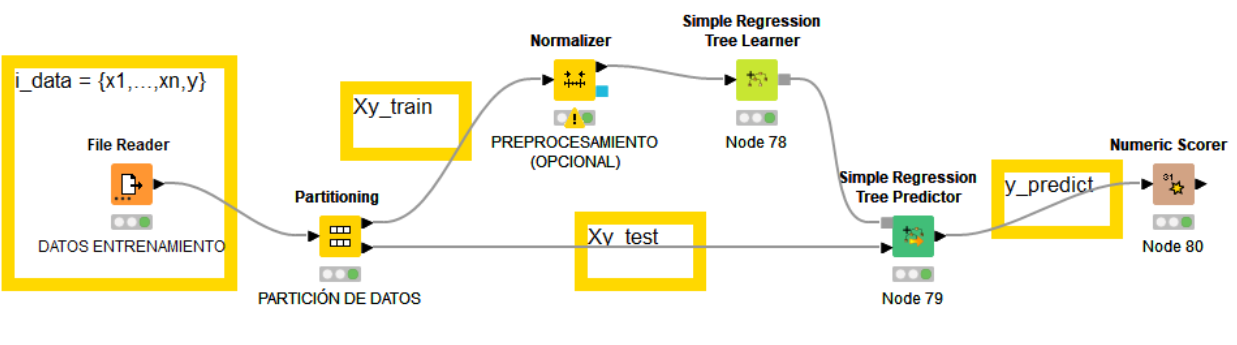 i_data = {x1,...,xn,y}
File Reader
DATOS ENTRENAMIENTO
Partitioning
PARTICIÓN DE DATOS
Xy_train
Normalizer
PREPROCESAMIENTO
(OPCIONAL)
Simple Regression
Tree Learner
Node 78
Xy_test
Simple Regression
Tree Predictor
Node 79
y_predict
Numeric Scorer
31
Node 80